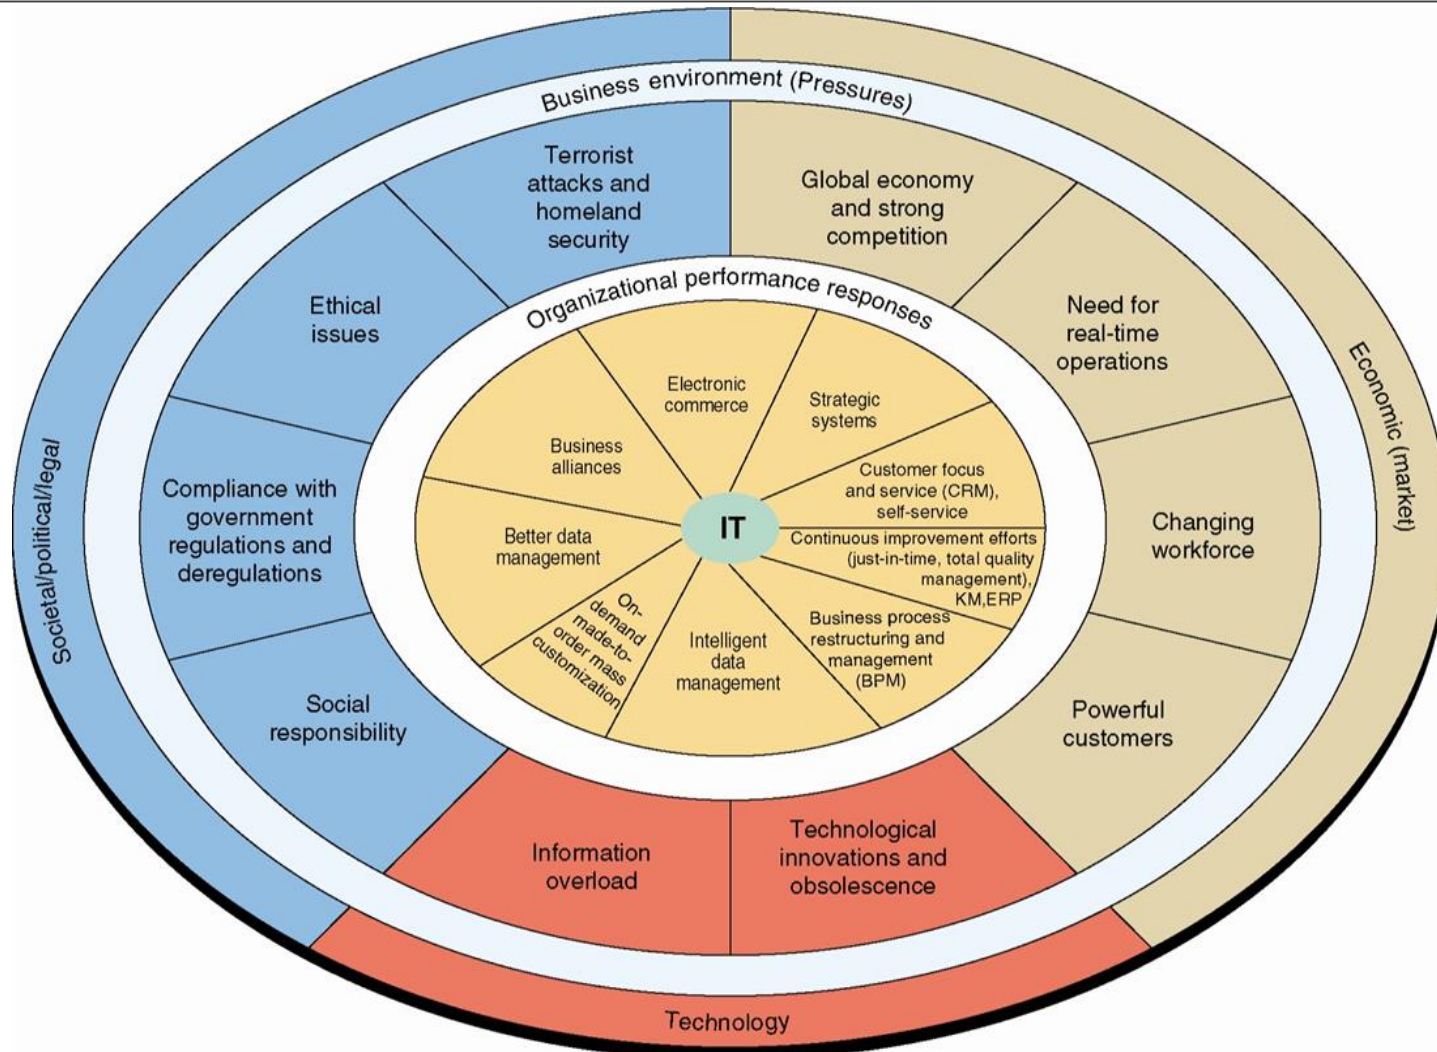 Business environment (Pressures)
Terrorist
attacks and
homeland
security
Global economy
and strong
competition
Ethical
issues
Need for
real-time
operations
Compliance with
government
regulations and
deregulations
Changing
workforce
Social
responsibility
Powerful
customers
Information
overload
Technological
innovations and
obsolescence
Societal/political/legal
Economic (market)
Technology
Organizational performance responses
Electronic
commerce
Strategic
systems
Business
alliances
Customer focus
and service (CRM),
self-service
Better data
management
IT
Continuous improvement efforts
(just-in-time, total quality
management),
KM,ERP
On-
demand
made-to-
order mass
customization
Intelligent
data
management
Business process
restructuring and
management
(BPM)